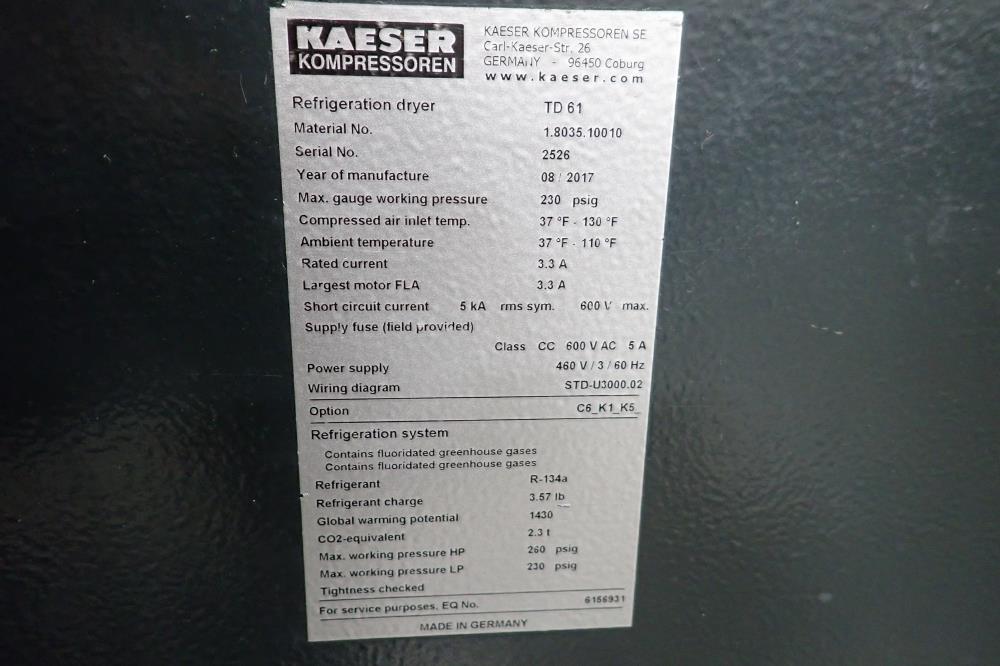 KAESER
KOMPRESSOREN
KAESER KOMPRESSOREN SE
Carl-Kaeser-Str. 26
GERMANY - 96450 Coburg
www.kaeser.com
Refrigeration dryer TD 61
Material No. 1.8035.10010
Serial No. 2526
Year of manufacture 08 / 2017
Max. gauge working pressure 230 psig
Compressed air inlet temp. 37 °F - 130 °F
Ambient temperature 37 °F - 110 °F
Rated current 3.3 A
Largest motor FLA 3.3 A
Short circuit current 5 kA rms sym. 600 V max.
Supply fuse (field provided)
Class CC 600 V AC 5 A
Power supply 460 V / 3 / 60 Hz
Wiring diagram STD-U3000.02
Option C6_K1_K5_
Refrigeration system
Contains fluoridated greenhouse gases
Contains fluoridated greenhouse gases
Refrigerant R-134a
Refrigerant charge 3.57 lb
Global warming potential 1430
CO2-equivalent 2.3 t
Max. working pressure HP 260 psig
Max. working pressure LP 230 psig
Tightness checked
For service purposes, EQ No. 6156931
MADE IN GERMANY